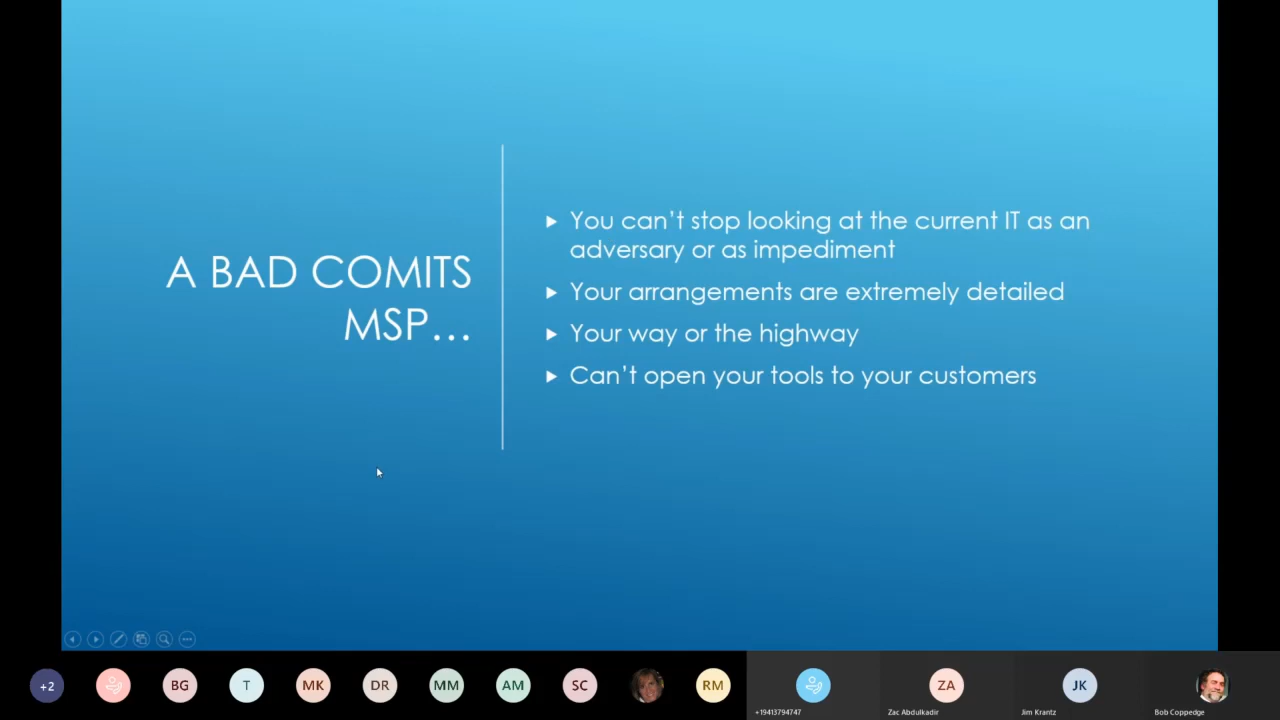 A BAD COMITS
MSP...
You can't stop looking at the current IT as an
adversary or as impediment
Your arrangements are extremely detailed
Your way or the highway
Can't open your tools to your customers
+2
BG
T
MK
DR
MM
AM
SC
RM
+19413794747
ZA
Zac Abdulkadir
JK
Jim Krantz
Bob Coppedge